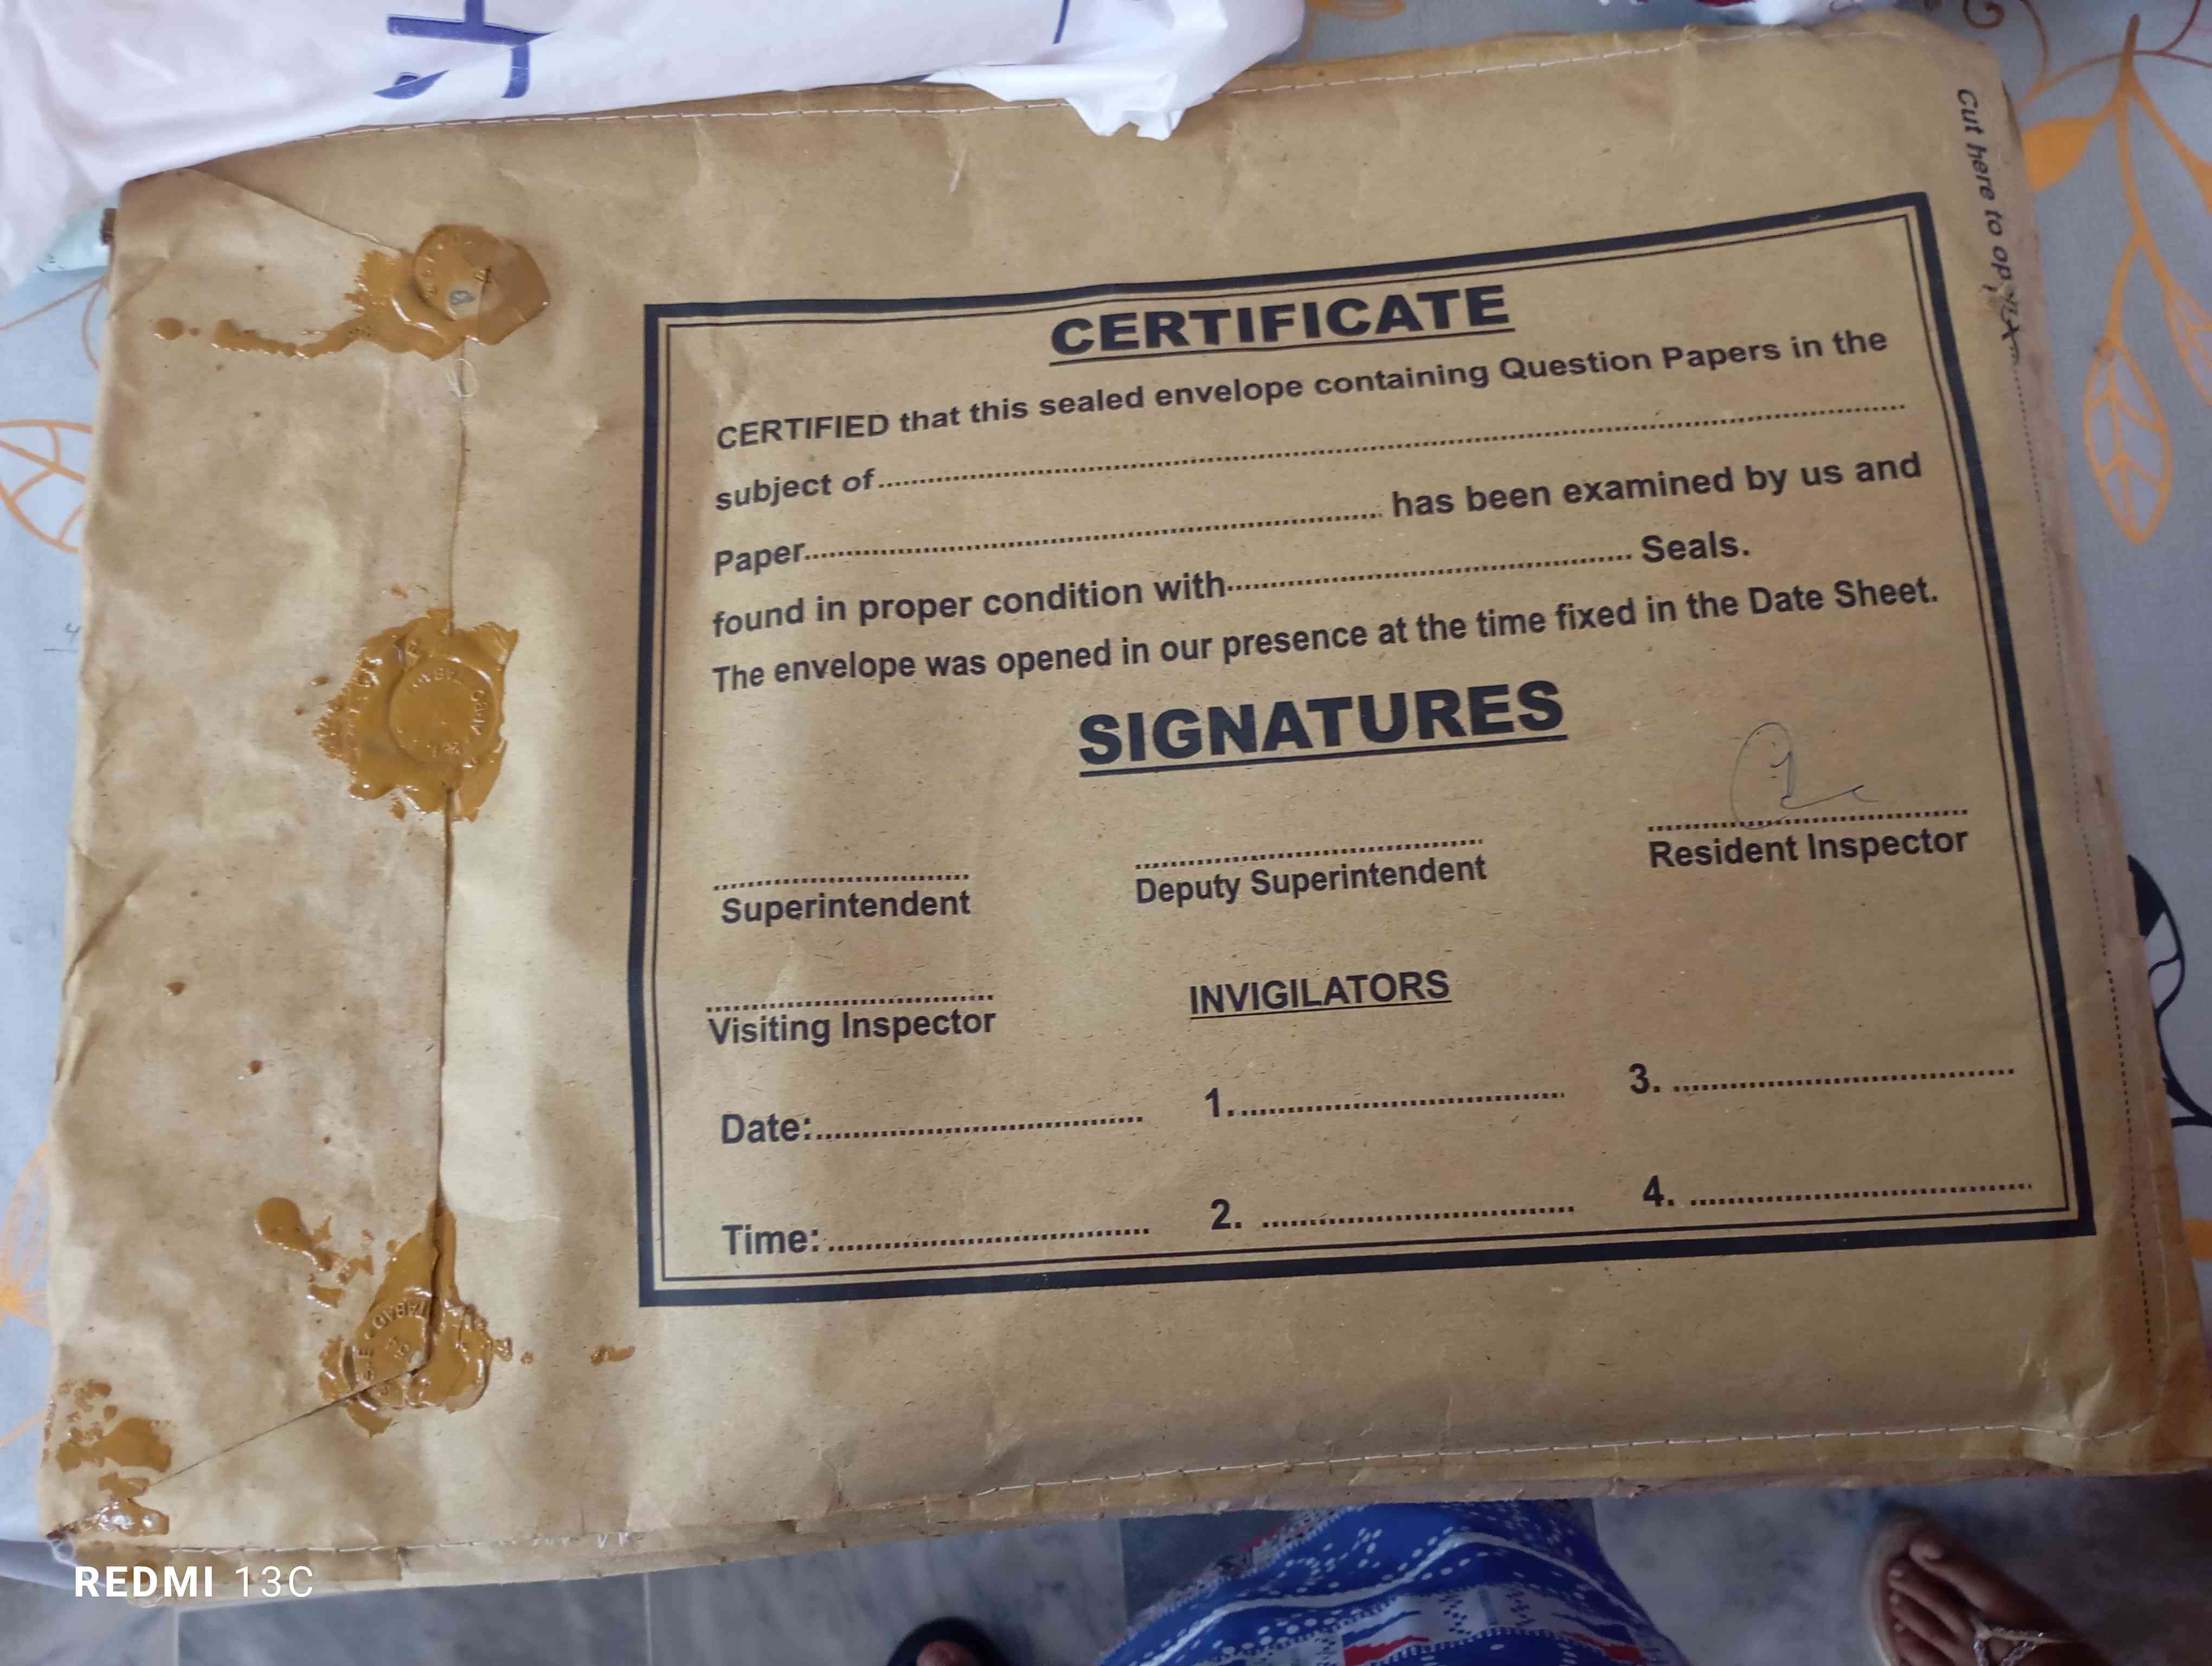 Cut here to open
CERTIFICATE
CERTIFIED that this sealed envelope containing Question Papers in the
subject of................................................................
Paper........................................ has been examined by us and
found in proper condition with........................................ Seals.
The envelope was opened in our presence at the time fixed in the Date Sheet.
SIGNATURES
Superintendent
Deputy Superintendent
Resident Inspector
Visiting Inspector
INVIGILATORS
Date:........................................
1.........................................
3. ........................................
Time:........................................
2. ........................................
4. ........................................
REDMI 13C